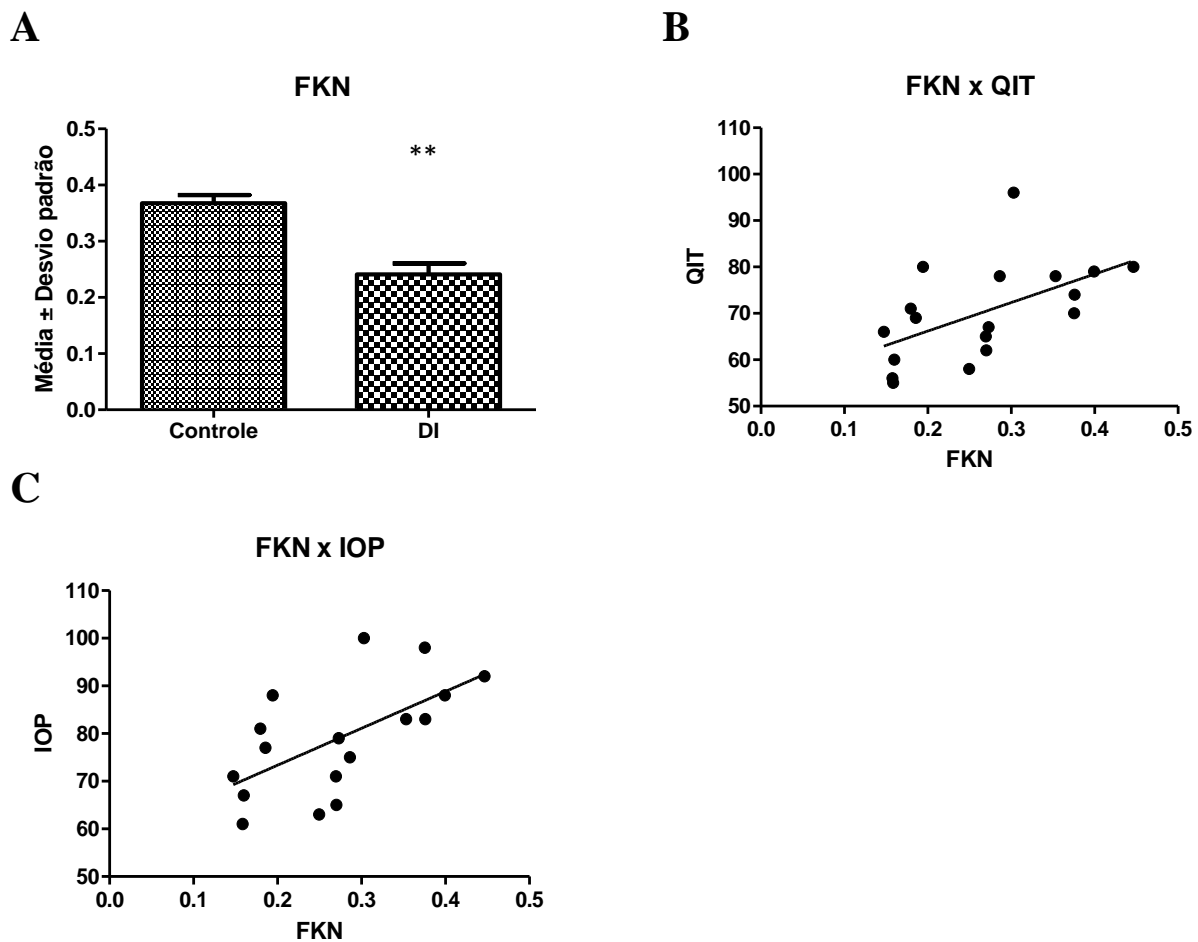 A
FKN
Média ± Desvio padrão
0.5
0.4
0.3
0.2
0.1
0.0
**
Controle DI
B
FKN x QIT
QIT
110
100
90
80
70
60
50
0.0 0.1 0.2 0.3 0.4 0.5
FKN
C
FKN x IOP
IOP
110
100
90
80
70
60
50
0.0 0.1 0.2 0.3 0.4 0.5
FKN